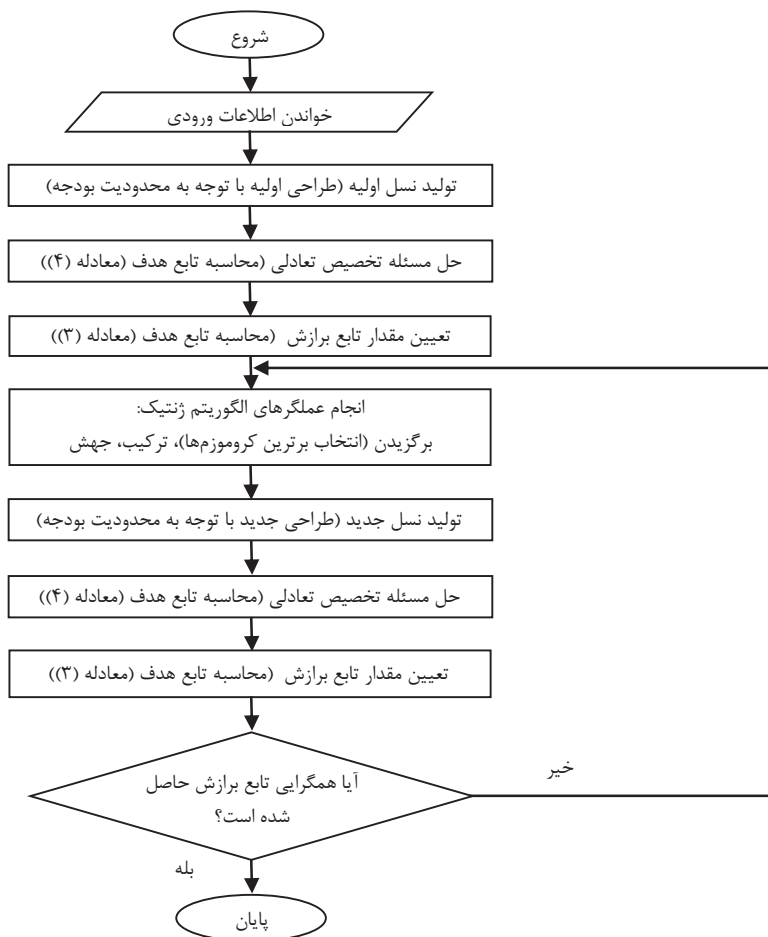 شروع
خواندن اطلاعات ورودی
تولید نسل اولیه (طراحی اولیه با توجه به محدودیت بودجه)
حل مسئله تخصیص تعادلی (محاسبه تابع هدف (معادله (۴))
تعیین مقدار تابع برازش (محاسبه تابع هدف (معادله (۳))
انجام عملگرهای الگوریتم ژنتیک:
برگزیدن (انتخاب برترین کروموزم‌ها)، ترکیب، جهش
تولید نسل جدید (طراحی جدید با توجه به محدودیت بودجه)
حل مسئله تخصیص تعادلی (محاسبه تابع هدف (معادله (۴))
تعیین مقدار تابع برازش (محاسبه تابع هدف (معادله (۳))
آیا همگرایی تابع برازش حاصل
شده است؟
خیر
بله
پایان